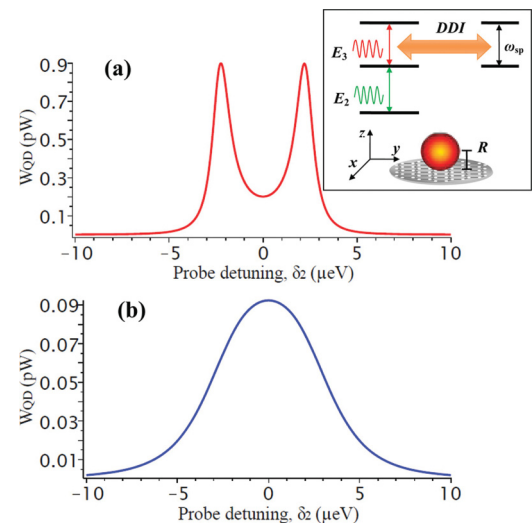 (a)
W_QD (pW)
0.9
0.7
0.5
0.3
0.1
−10
−5
0
5
10
Probe detuning, δ2 (µeV)
DDI
E3
ωsp
E2
z
y
x
R
(b)
W_QD (pW)
0.09
0.07
0.05
0.03
0.01
−10
−5
0
5
10
Probe detuning, δ2 (µeV)